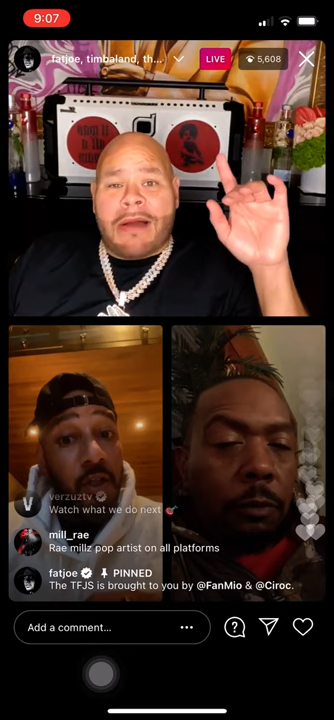 9:07
fatjoe, timbaland, th...
LIVE
5,608
verzuztv
Watch what we do next 🎯
mill_rae
Rae millz pop artist on all platforms
fatjoe PINNED
The TFJS is brought to you by @FanMio & @Ciroc.
Add a comment...